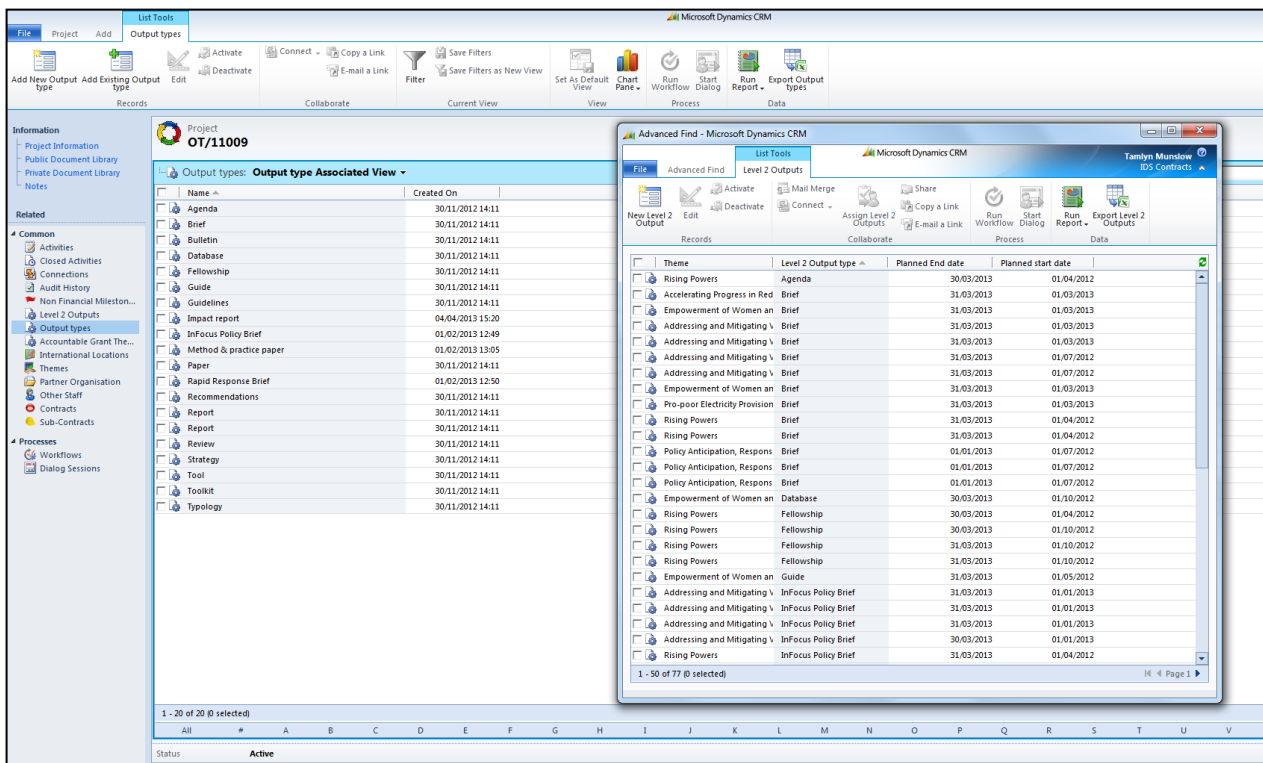 List Tools
Microsoft Dynamics CRM
File Project Add Output types
Add New Output type
Add Existing Output type
Edit
Activate
Deactivate
Records
Connect
Copy a Link
E-mail a Link
Collaborate
Filter
Save Filters
Save Filters as New View
Current View
Set As Default View
Chart Pane
View
Run Workflow
Start Dialog
Process
Run Report
Export Output types
Data
Information
Project Information
Public Document Library
Private Document Library
Notes
Related
Common
Activities
Closed Activities
Connections
Audit History
Non Financial Mileston...
Level 2 Outputs
Output types
Accountable Grant The...
International Locations
Themes
Partner Organisation
Other Staff
Contracts
Sub-Contracts
Processes
Workflows
Dialog Sessions
Project
OT/11009
Output types: Output type Associated View
Name Created On
Agenda 30/11/2012 14:11
Brief 30/11/2012 14:11
Bulletin 30/11/2012 14:11
Database 30/11/2012 14:11
Fellowship 30/11/2012 14:11
Guide 30/11/2012 14:11
Guidelines 30/11/2012 14:11
Impact report 04/04/2013 15:20
InFocus Policy Brief 01/02/2013 12:49
Method & practice paper 01/02/2013 13:05
Paper 30/11/2012 14:11
Rapid Response Brief 01/02/2013 12:50
Recommendations 30/11/2012 14:11
Report 30/11/2012 14:11
Report 30/11/2012 14:11
Review 30/11/2012 14:11
Strategy 30/11/2012 14:11
Tool 30/11/2012 14:11
Toolkit 30/11/2012 14:11
Typology 30/11/2012 14:11
1 - 20 of 20 (0 selected)
All # A B C D E F G H I J K L M N O P Q R S T U V
Status Active
Advanced Find - Microsoft Dynamics CRM
List Tools
Microsoft Dynamics CRM
Tamlyn Munslow
IDS Contracts
File Advanced Find Level 2 Outputs
New Level 2 Output
Edit
Activate
Deactivate
Records
Mail Merge
Connect
Assign Level 2 Outputs
Share
Copy a Link
E-mail a Link
Collaborate
Run Workflow
Start Dialog
Process
Run Report
Export Level 2 Outputs
Data
Theme Level 2 Output type Planned End date Planned start date
Rising Powers Agenda 30/03/2013 01/04/2012
Accelerating Progress in Red Brief 31/03/2013 01/03/2013
Empowerment of Women an Brief 31/03/2013 01/03/2013
Addressing and Mitigating V Brief 31/03/2013 01/03/2013
Addressing and Mitigating V Brief 31/03/2013 01/03/2013
Addressing and Mitigating V Brief 31/03/2013 01/07/2012
Addressing and Mitigating V Brief 31/03/2013 01/07/2012
Empowerment of Women an Brief 31/03/2013 01/03/2013
Pro-poor Electricity Provision Brief 31/03/2013 01/03/2013
Rising Powers Brief 31/03/2013 01/04/2012
Rising Powers Brief 31/03/2013 01/04/2012
Policy Anticipation, Respons Brief 01/01/2013 01/07/2012
Policy Anticipation, Respons Brief 01/01/2013 01/07/2012
Policy Anticipation, Respons Brief 01/01/2013 01/07/2012
Empowerment of Women an Database 30/03/2013 01/10/2012
Rising Powers Fellowship 30/03/2013 01/04/2012
Rising Powers Fellowship 30/03/2013 01/10/2012
Rising Powers Fellowship 31/03/2013 01/10/2012
Rising Powers Fellowship 31/03/2013 01/10/2012
Empowerment of Women an Guide 31/03/2013 01/05/2012
Addressing and Mitigating V InFocus Policy Brief 31/03/2013 01/01/2013
Addressing and Mitigating V InFocus Policy Brief 31/03/2013 01/01/2013
Addressing and Mitigating V InFocus Policy Brief 31/03/2013 01/01/2013
Addressing and Mitigating V InFocus Policy Brief 30/03/2013 01/01/2013
Rising Powers InFocus Policy Brief 31/03/2013 01/04/2012
1 - 50 of 77 (0 selected) Page 1